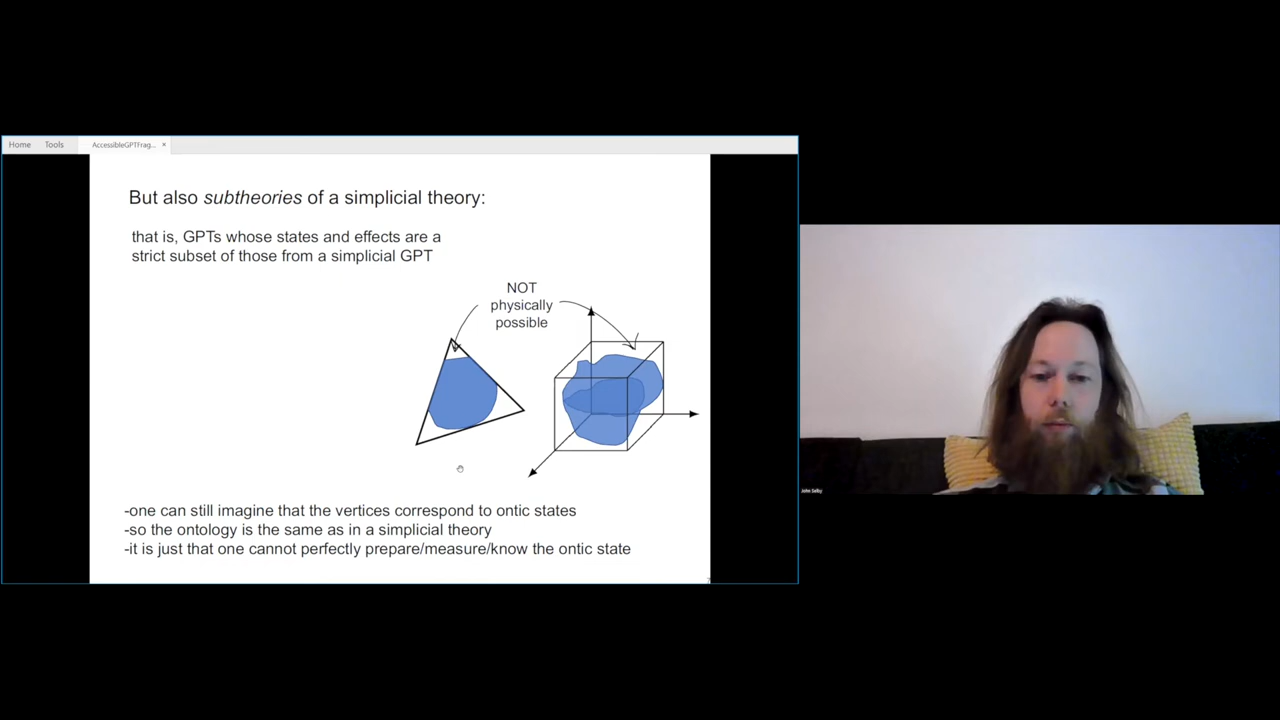 Home Tools AccessibleGPTFrag... ×
But also subtheories of a simplicial theory:
that is, GPTs whose states and effects are a
strict subset of those from a simplicial GPT
NOT
physically
possible
-one can still imagine that the vertices correspond to ontic states
-so the ontology is the same as in a simplicial theory
-it is just that one cannot perfectly prepare/measure/know the ontic state
John Selby